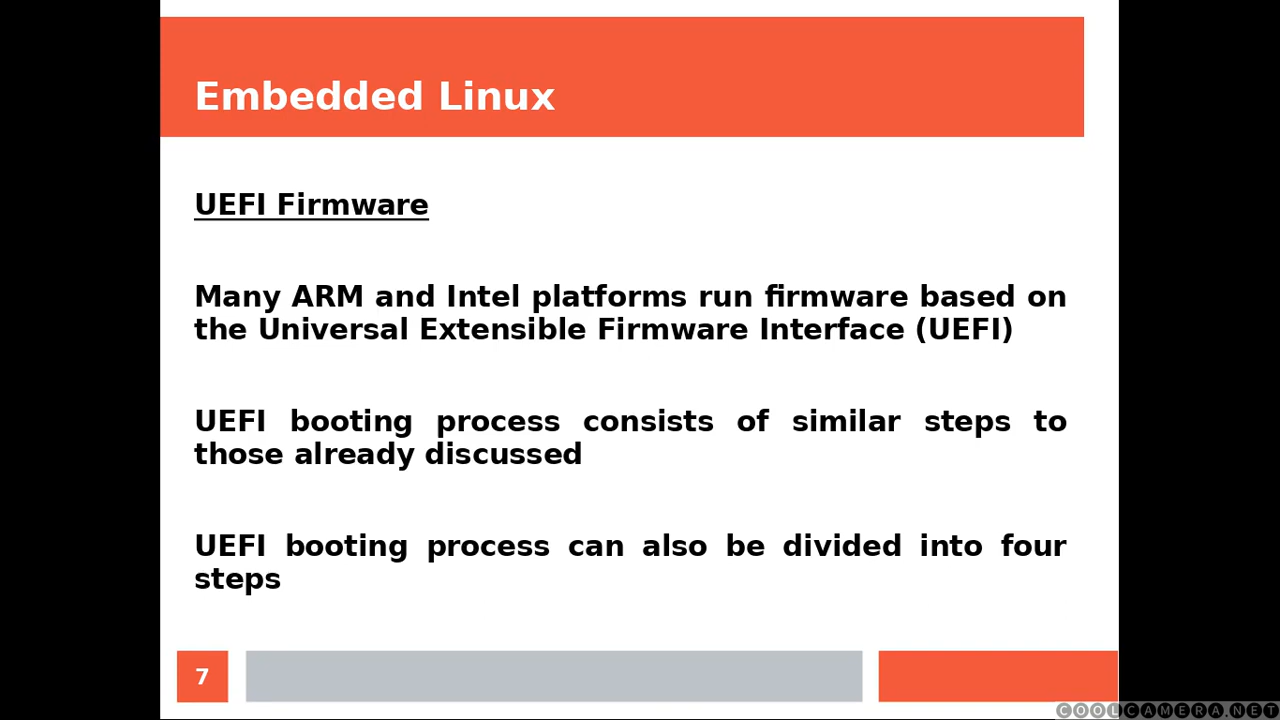 Embedded Linux
UEFI Firmware
Many ARM and Intel platforms run firmware based on
the Universal Extensible Firmware Interface (UEFI)
UEFI booting process consists of similar steps to
those already discussed
UEFI booting process can also be divided into four
steps
7
COOLCAMERA.NET